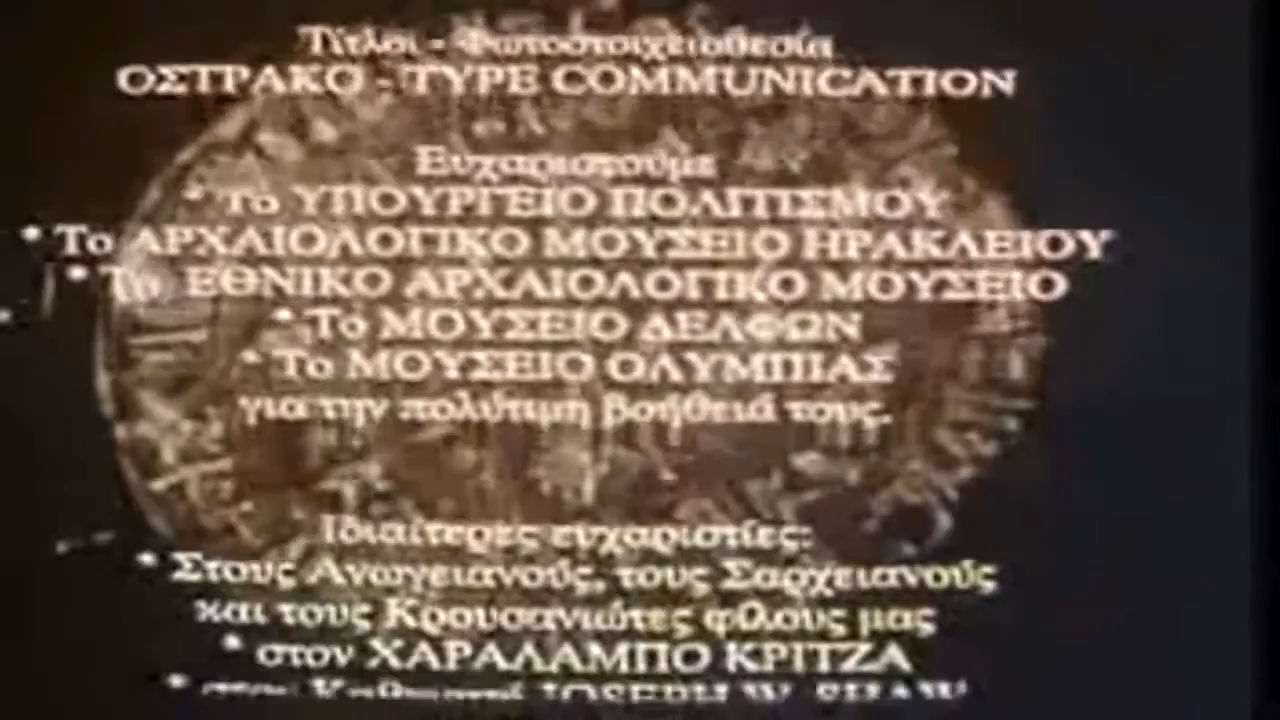 Τίτλοι - Φωτοστοιχειοθεσία
ΟΣΤΡΑΚΟ - TYPE COMMUNICATION
Ευχαριστούμε
* Το ΥΠΟΥΡΓΕΙΟ ΠΟΛΙΤΙΣΜΟΥ
* Το ΑΡΧΑΙΟΛΟΓΙΚΟ ΜΟΥΣΕΙΟ ΗΡΑΚΛΕΙΟΥ
* Το ΕΘΝΙΚΟ ΑΡΧΑΙΟΛΟΓΙΚΟ ΜΟΥΣΕΙΟ
* Το ΜΟΥΣΕΙΟ ΔΕΛΦΩΝ
* Το ΜΟΥΣΕΙΟ ΟΛΥΜΠΙΑΣ
για την πολύτιμη βοήθειά τους.
Ιδιαίτερες ευχαριστίες:
* Στους Ανωγειανούς, τους Σαρχειανούς
και τους Κρουσανιώτες φίλους μας
* στον ΧΑΡΑΛΑΜΠΟ ΚΡΙΤΖΑ